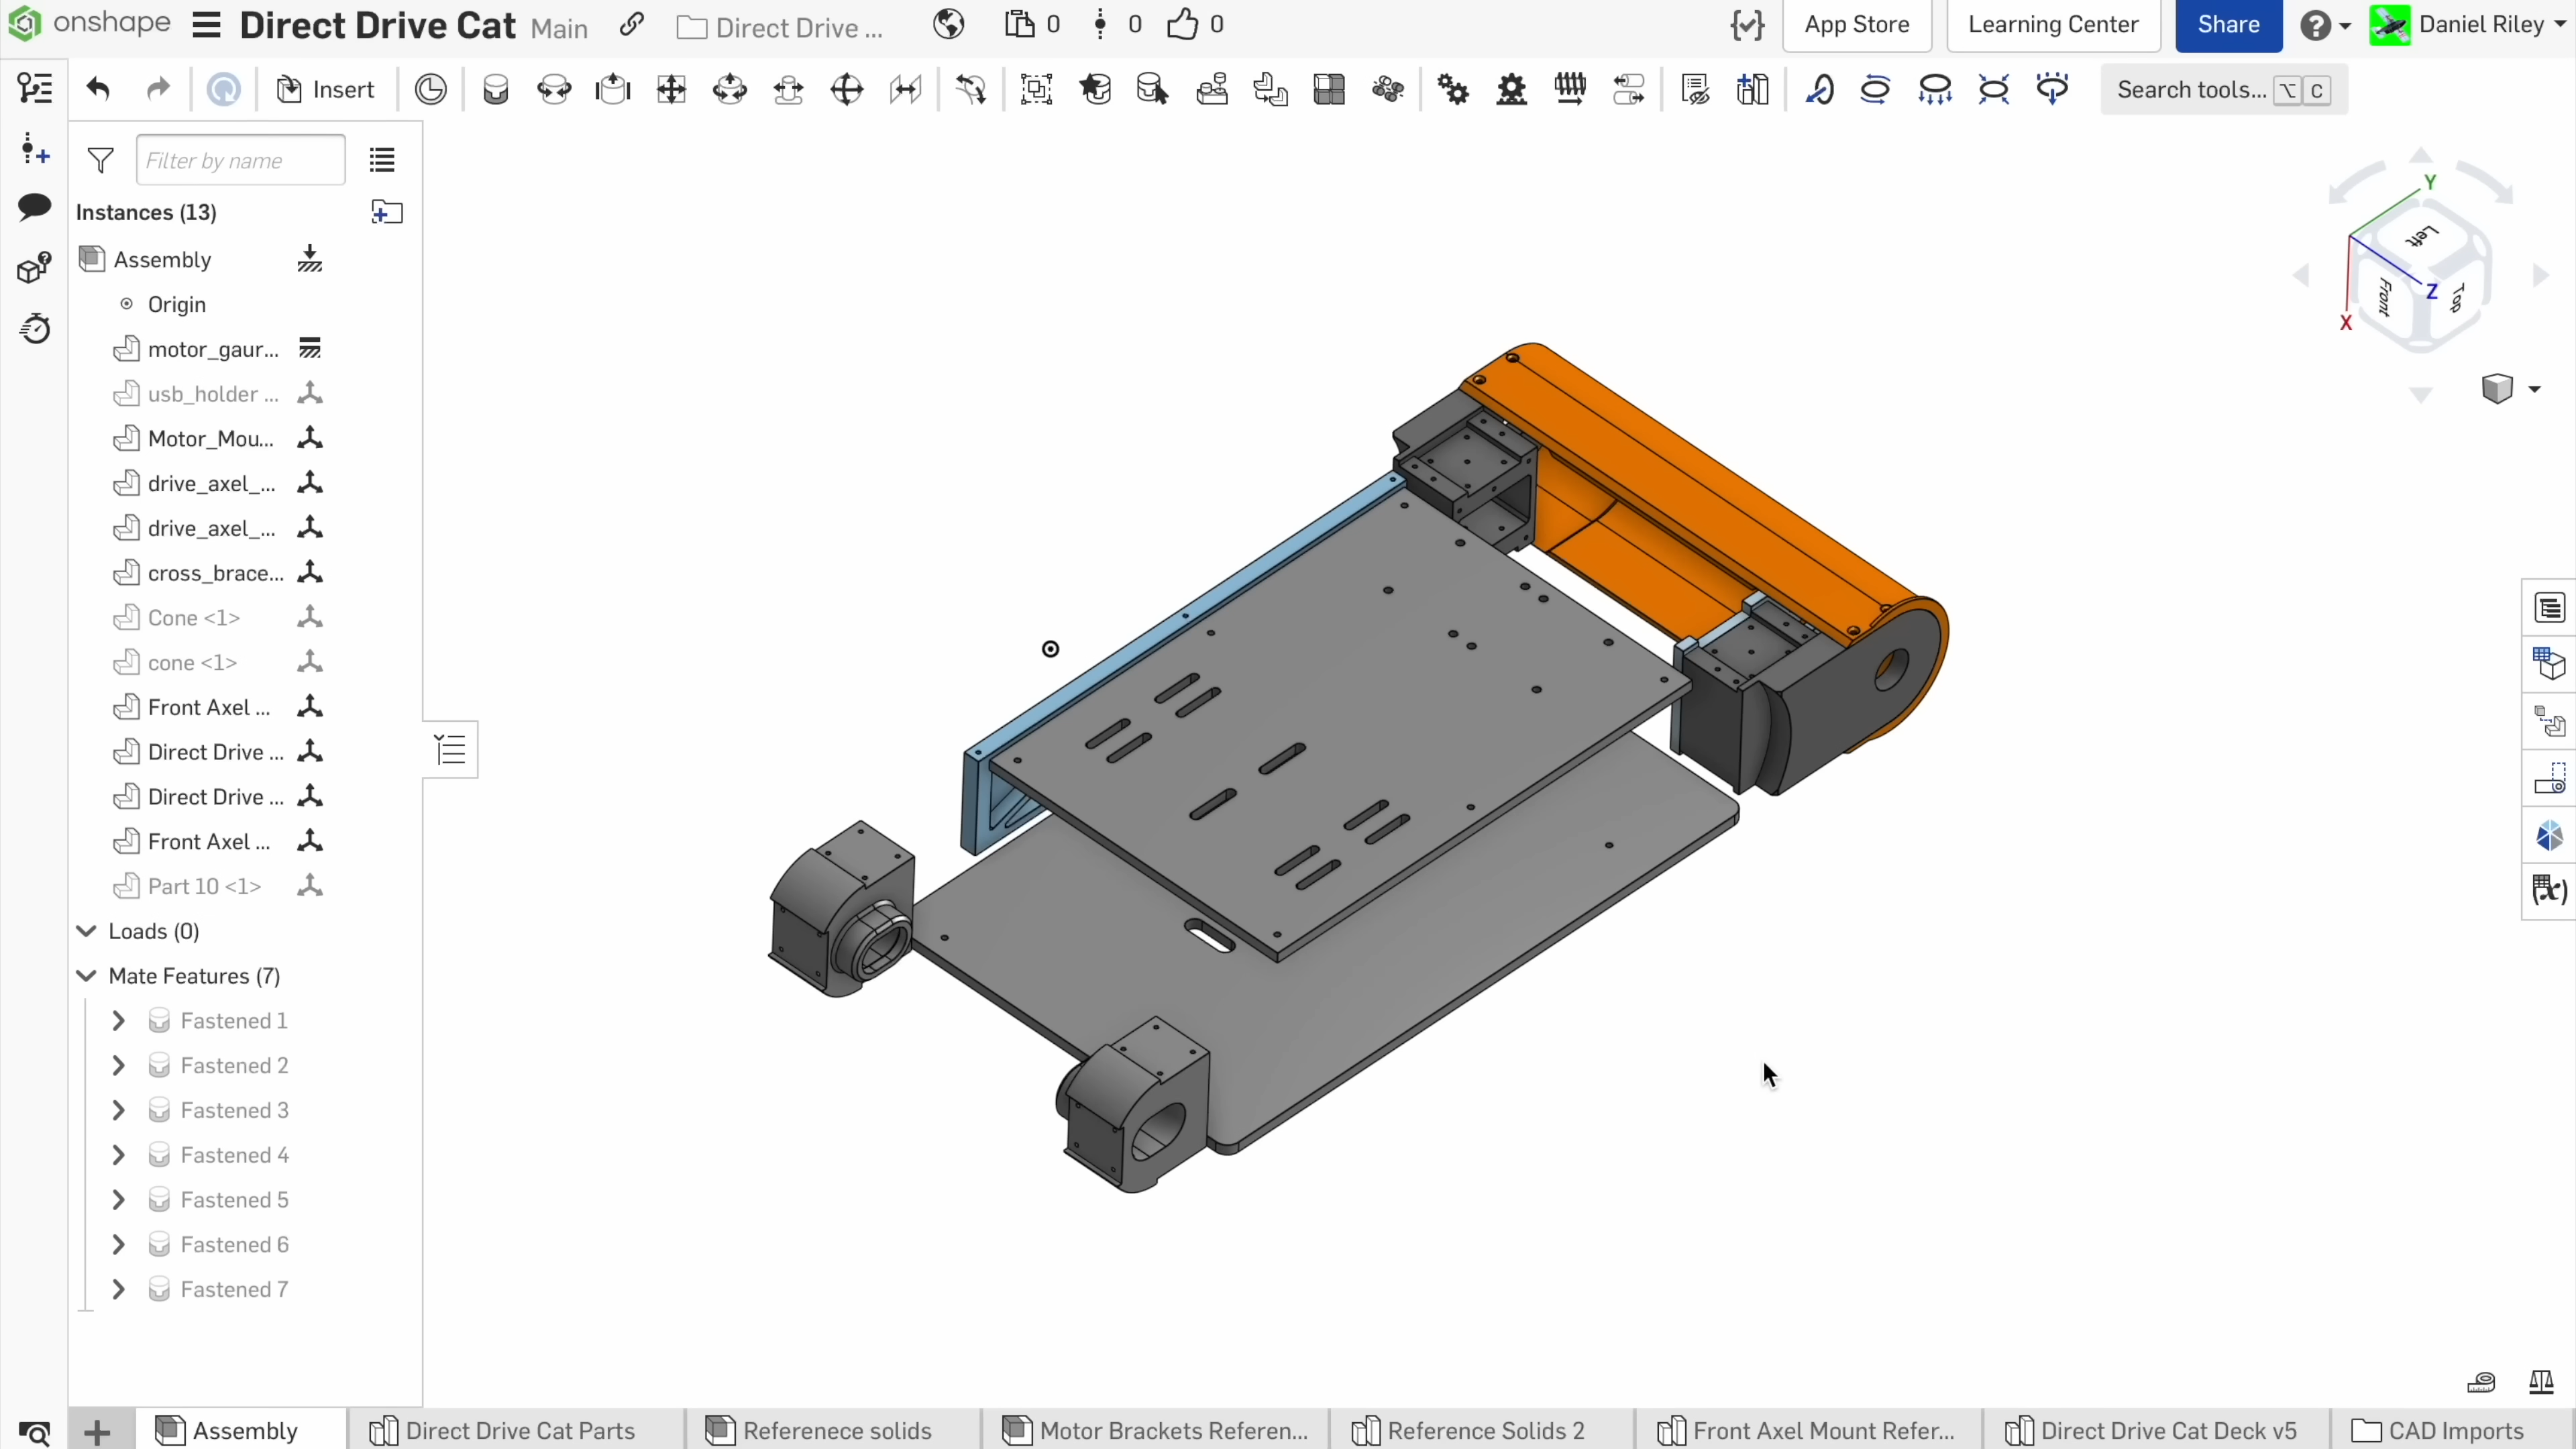 onshape Direct Drive Cat Main Direct Drive ... 0 0 0 App Store Learning Center Share Daniel Riley
Insert Search tools... ⌥ C
Filter by name
Instances (13)
Assembly
Origin
motor_gaur...
usb_holder ...
Motor_Mou...
drive_axel_...
drive_axel_...
cross_brace...
Cone <1>
cone <1>
Front Axel ...
Direct Drive ...
Direct Drive ...
Front Axel ...
Part 10 <1>
Loads (0)
Mate Features (7)
Fastened 1
Fastened 2
Fastened 3
Fastened 4
Fastened 5
Fastened 6
Fastened 7
Y
Left
Front
Top
Z
X
(x)
Assembly Direct Drive Cat Parts Referenece solids Motor Brackets Referen... Reference Solids 2 Front Axel Mount Refer... Direct Drive Cat Deck v5 CAD Imports